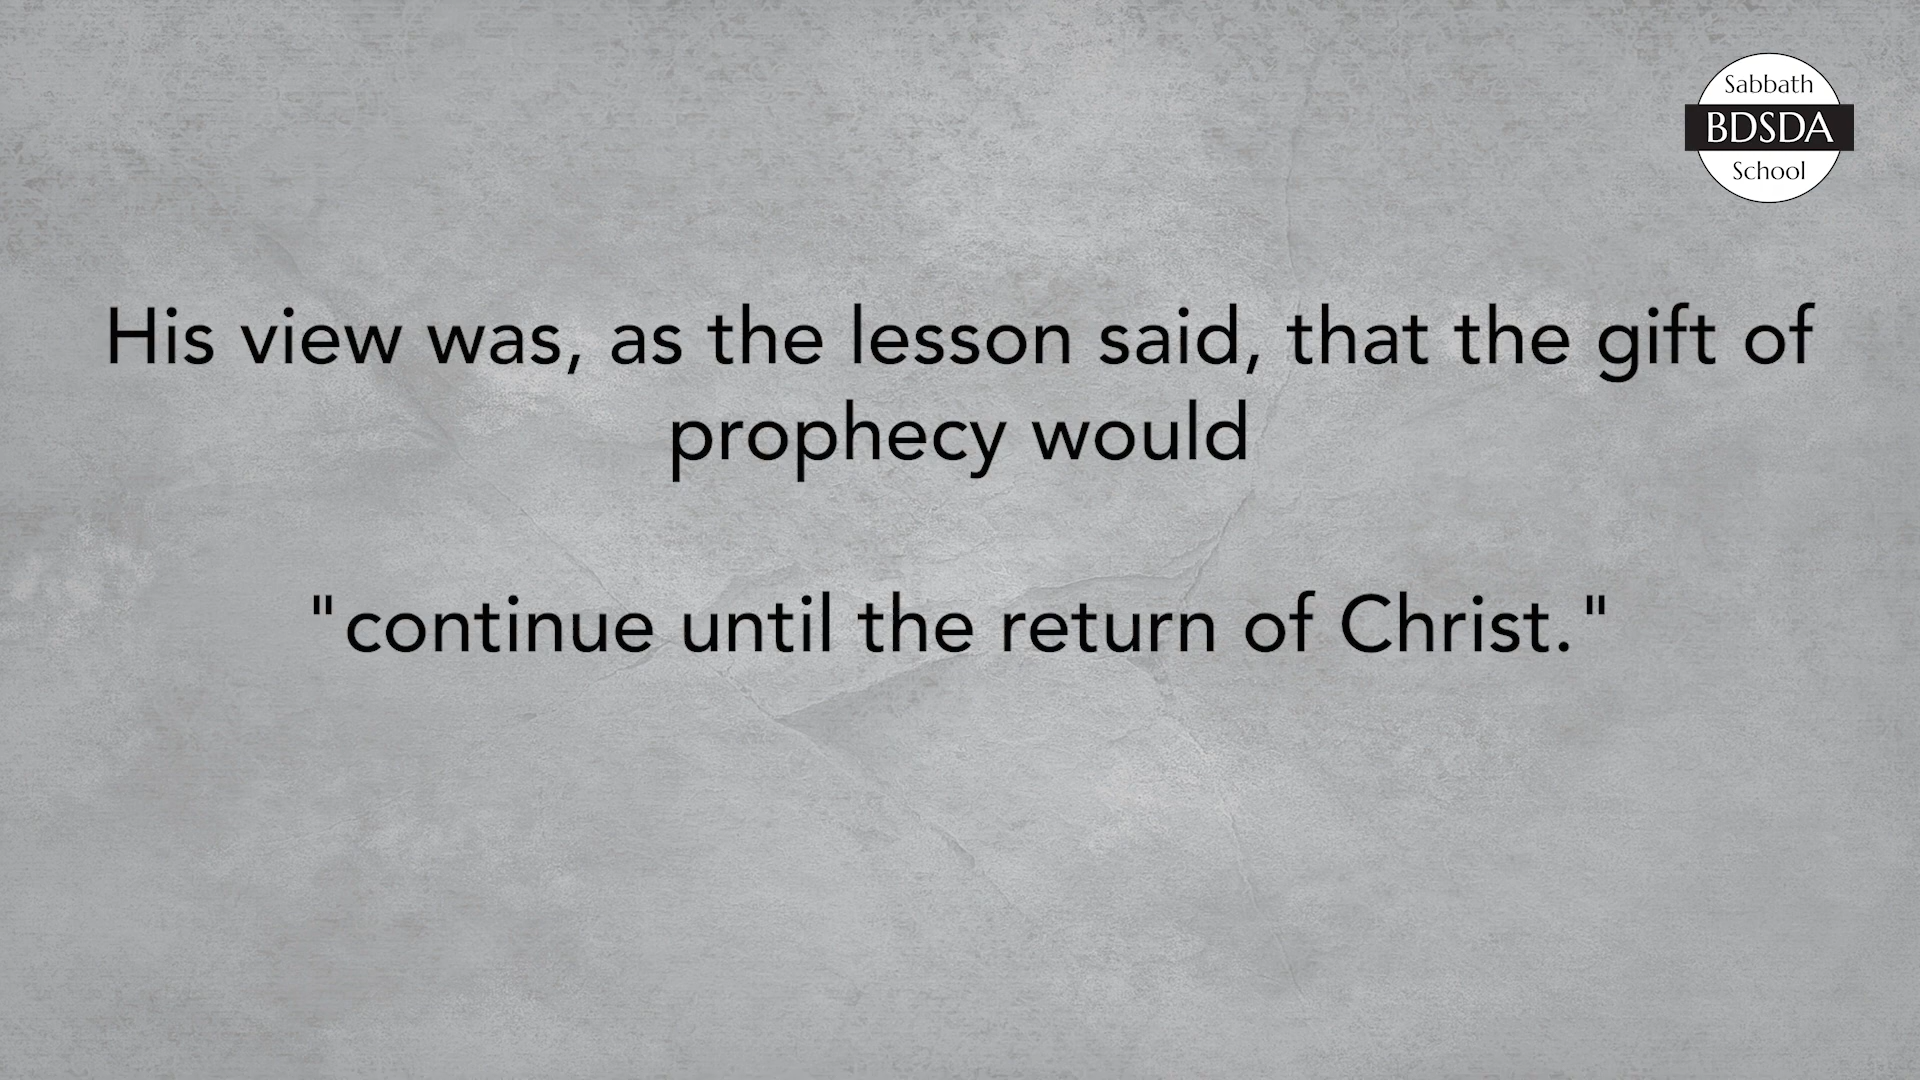 Sabbath
BDSDA
School
His view was, as the lesson said, that the gift of
prophecy would
"continue until the return of Christ."